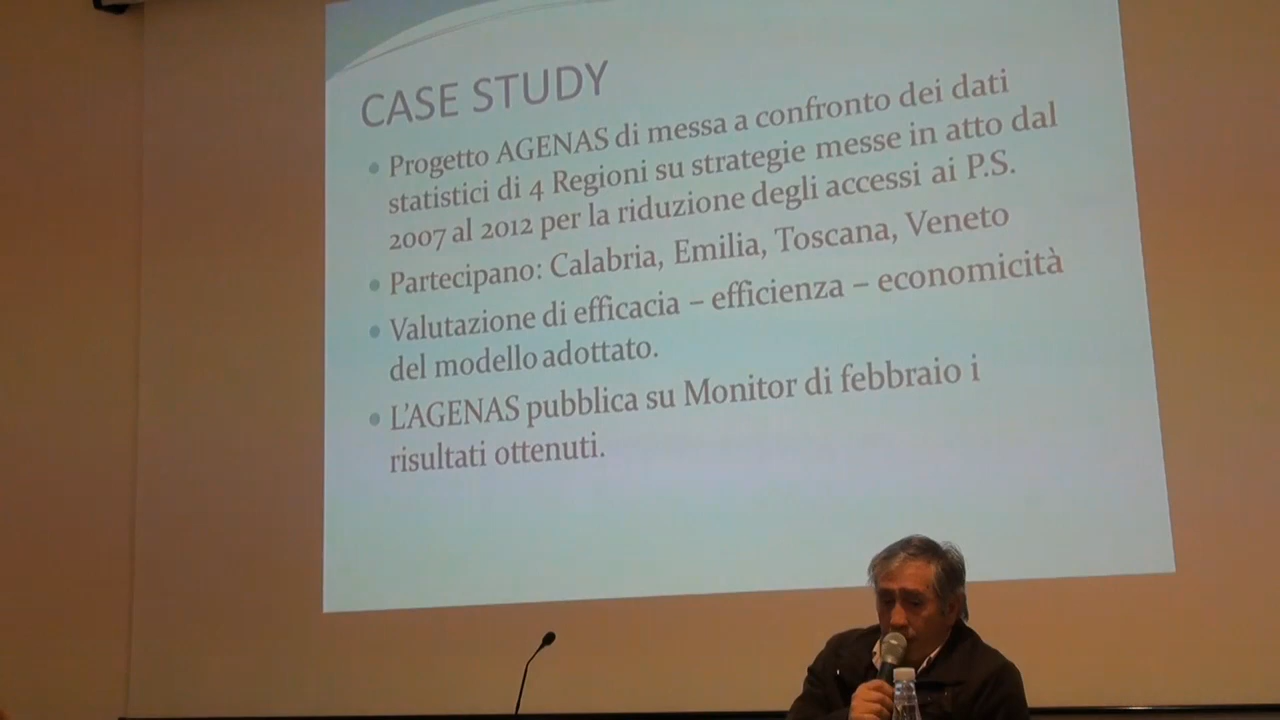 CASE STUDY
• Progetto AGENAS di messa a confronto dei dati
statistici di 4 Regioni su strategie messe in atto dal
2007 al 2012 per la riduzione degli accessi ai P.S.
• Partecipano: Calabria, Emilia, Toscana, Veneto
• Valutazione di efficacia – efficienza – economicità
del modello adottato.
• L'AGENAS pubblica su Monitor di febbraio i
risultati ottenuti.